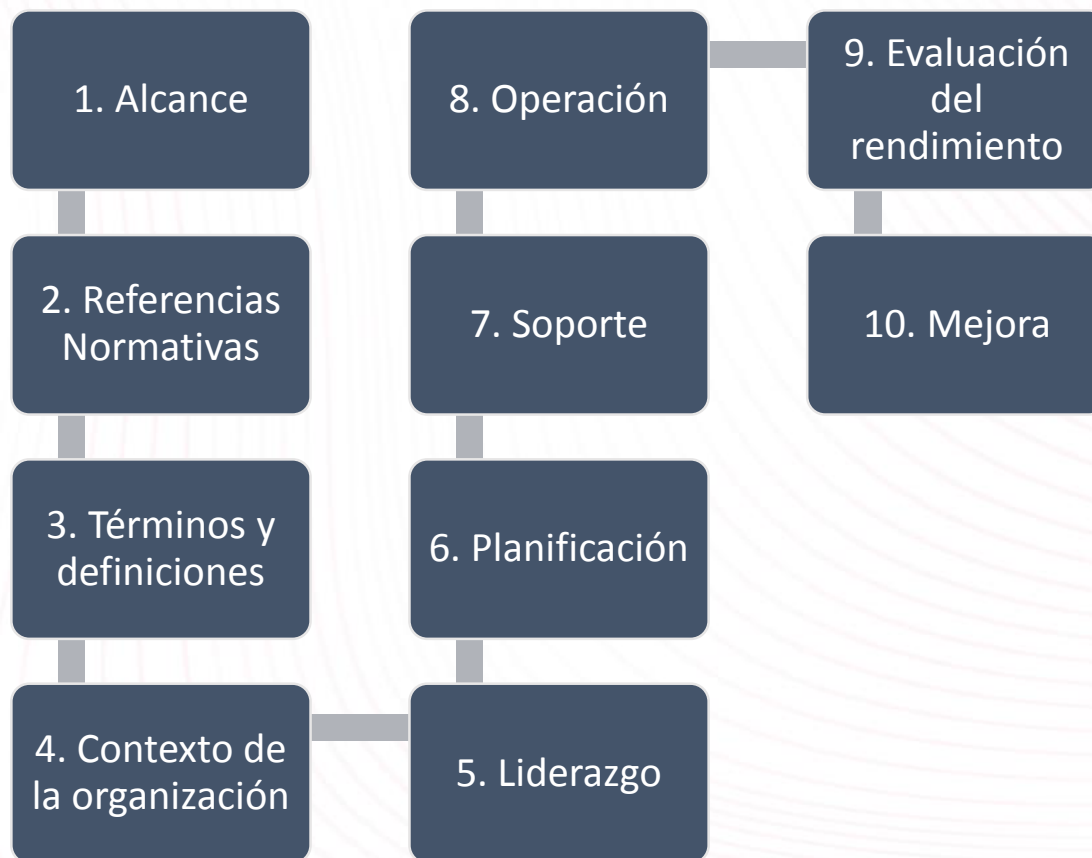 1. Alcance
2. Referencias
Normativas
3. Términos y
definiciones
4. Contexto de
la organización
5. Liderazgo
6. Planificación
7. Soporte
8. Operación
9. Evaluación
del
rendimiento
10. Mejora